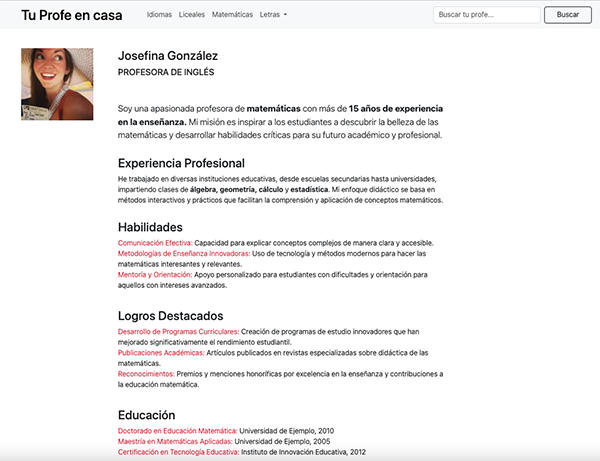 Tu Profe en casa
Idiomas Liceales Matemáticas Letras
Buscar tu profe...
Buscar
Josefina González
PROFESORA DE INGLÉS
Soy una apasionada profesora de matemáticas con más de 15 años de experiencia
en la enseñanza. Mi misión es inspirar a los estudiantes a descubrir la belleza de las
matemáticas y desarrollar habilidades críticas para su futuro académico y profesional.
Experiencia Profesional
He trabajado en diversas instituciones educativas, desde escuelas secundarias hasta universidades,
impartiendo clases de álgebra, geometría, cálculo y estadística. Mi enfoque didáctico se basa en
métodos interactivos y prácticos que facilitan la comprensión y aplicación de conceptos matemáticos.
Habilidades
Comunicación Efectiva: Capacidad para explicar conceptos complejos de manera clara y accesible.
Metodologías de Enseñanza Innovadoras: Uso de tecnología y métodos modernos para hacer las
matemáticas interesantes y relevantes.
Mentoría y Orientación: Apoyo personalizado para estudiantes con dificultades y orientación para
aquellos con intereses avanzados.
Logros Destacados
Desarrollo de Programas Curriculares: Creación de programas de estudio innovadores que han
mejorado significativamente el rendimiento estudiantil.
Publicaciones Académicas: Artículos publicados en revistas especializadas sobre didáctica de las
matemáticas.
Reconocimientos: Premios y menciones honoríficas por excelencia en la enseñanza y contribuciones a
la educación matemática.
Educación
Doctorado en Educación Matemática: Universidad de Ejemplo, 2010
Maestría en Matemáticas Aplicadas: Universidad de Ejemplo, 2005
Certificación en Tecnología Educativa: Instituto de Innovación Educativa, 2012